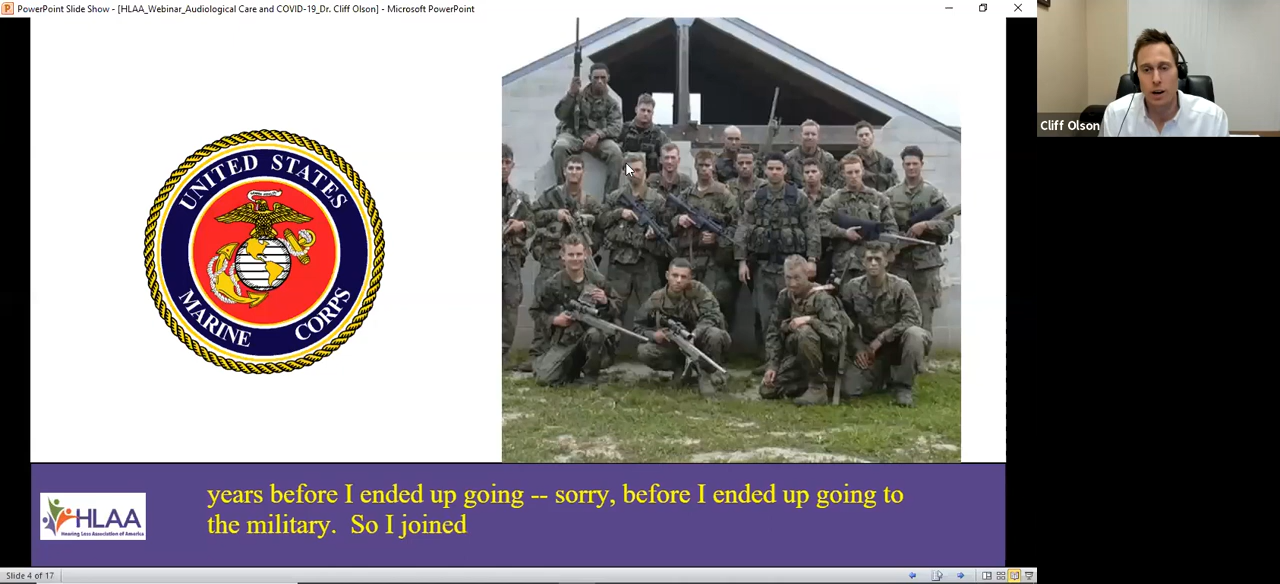 PowerPoint Slide Show - [HLAA_Webinar_Audiological Care and COVID-19_Dr. Cliff Olson] - Microsoft PowerPoint
UNITED STATES
MARINE CORPS
Cliff Olson
years before I ended up going -- sorry, before I ended up going to
the military. So I joined
HLAA
Hearing Loss Association of America
Slide 4 of 17